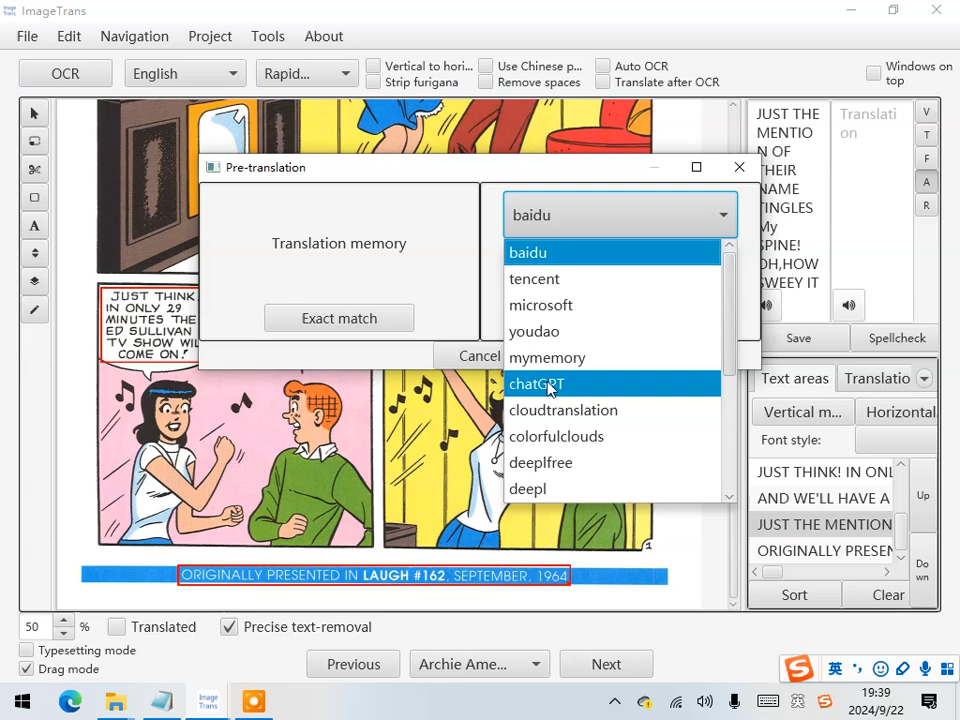 ImageTrans
File Edit Navigation Project Tools About
OCR English Rapid... Vertical to hori... Use Chinese p... Auto OCR Windows on top
Strip furigana Remove spaces Translate after OCR
JUST THE
MENTIO
N OF
THEIR
NAME
TINGLES
My
SPINE!
OH,HOW
SWEEY IT
Translati
on
V
T
F
A
R
Pre-translation
Translation memory
Exact match
Cancel
baidu
baidu
tencent
microsoft
youdao
mymemory
chatGPT
cloudtranslation
colorfulclouds
deeplfree
deepl
JUST THINK
IN ONLY 29
MINUTES THE
ED SULLIVAN
TV SHOW WILL
COME ON!
1
ORIGINALLY PRESENTED IN LAUGH #162, SEPTEMBER, 1964
Save Spellcheck
Text areas Translatio
Vertical m... Horizontal.
Font style:
JUST THINK! IN ONL
AND WE'LL HAVE A
JUST THE MENTION
ORIGINALLY PRESEN
Up
Do
wn
Sort Clear
50 % Translated Precise text-removal
Typesetting mode
Drag mode
Previous Archie Ame... Next
英
19:39
2024/9/22